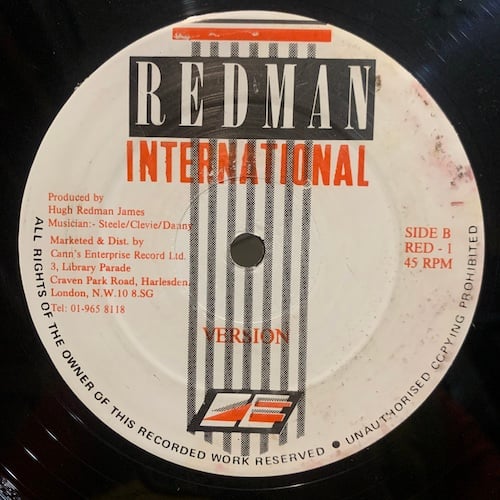 REDMAN
INTERNATIONAL
Produced by
Hugh Redman James
Musician:- Steele/Clevie/Danny
Marketed & Dist. by
Cann's Enterprise Record Ltd.
3, Library Parade
Craven Park Road, Harlesden,
London, N.W.10 8.SG
Tel: 01-965 8118
SIDE B
RED - 1
45 RPM
VERSION
CE
ALL RIGHTS OF THE OWNER OF THIS RECORDED WORK RESERVED ● UNAUTHORISED COPYING PROHIBITED